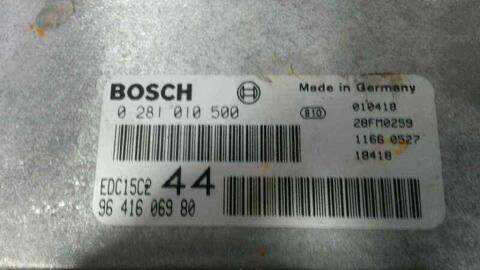 BOSCH
0 281 010 500
Made in Germany
810
010418
28FM0259
1166 0527
18418
EDC15C2 44
96 416 069 80